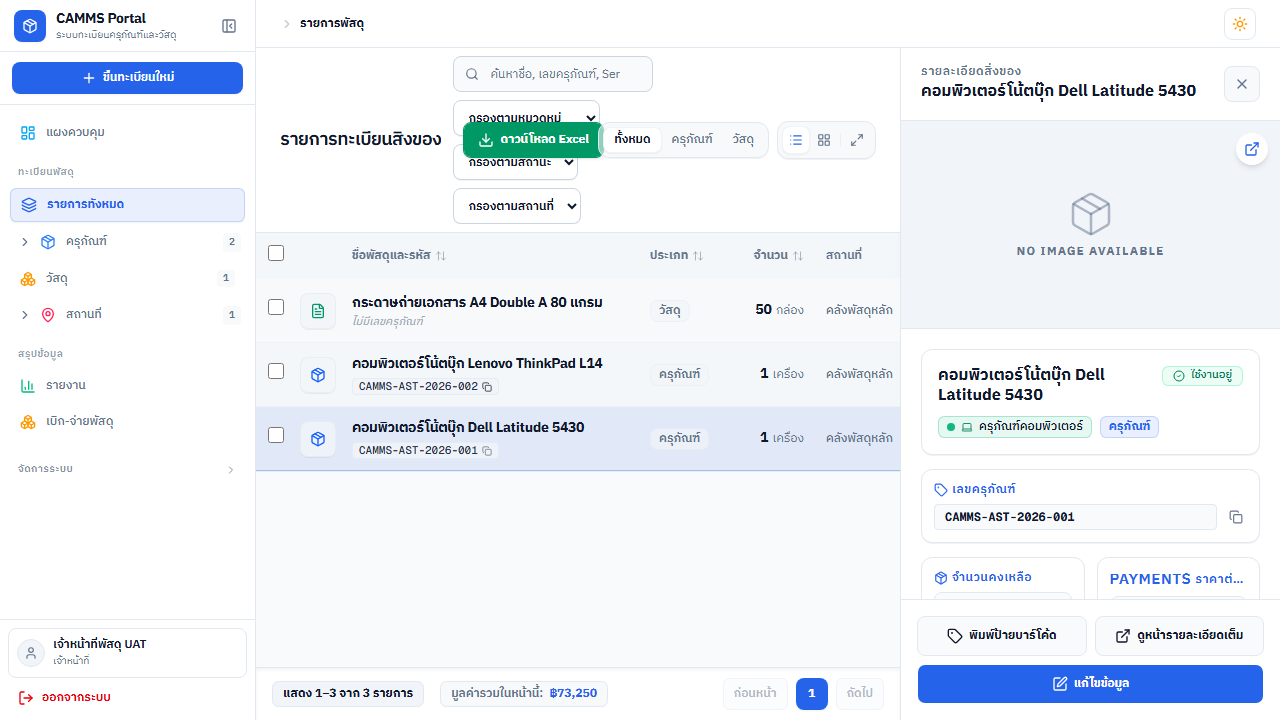 CAMMS Portal
ระบบทะเบียนครุภัณฑ์และวัสดุ
ขึ้นทะเบียนใหม่
แผงควบคุม
ทะเบียนพัสดุ
รายการทั้งหมด
ครุภัณฑ์ 2
วัสดุ 1
สถานที่ 1
สรุปข้อมูล
รายงาน
เบิก-จ่ายพัสดุ
จัดการระบบ
เจ้าหน้าที่พัสดุ UAT
เจ้าหน้าที่
ออกจากระบบ
รายการพัสดุ
รายการทะเบียนสิ่งของ
ค้นหาชื่อ, เลขครุภัณฑ์, Ser
กรองตามหมวดหมู่
กรองตามสถานะ
กรองตามสถานที่
ดาวน์โหลด Excel
ทั้งหมด ครุภัณฑ์ วัสดุ
ชื่อพัสดุและรหัส ประเภท จำนวน สถานที่
กระดาษถ่ายเอกสาร A4 Double A 80 แกรม
ไม่มีเลขครุภัณฑ์
วัสดุ 50 กล่อง คลังพัสดุหลัก
คอมพิวเตอร์โน้ตบุ๊ก Lenovo ThinkPad L14
CAMMS-AST-2026-002
ครุภัณฑ์ 1 เครื่อง คลังพัสดุหลัก
คอมพิวเตอร์โน้ตบุ๊ก Dell Latitude 5430
CAMMS-AST-2026-001
ครุภัณฑ์ 1 เครื่อง คลังพัสดุหลัก
แสดง 1–3 จาก 3 รายการ
มูลค่ารวมในหน้านี้: ฿73,250
ก่อนหน้า 1 ถัดไป
รายละเอียดสิ่งของ
คอมพิวเตอร์โน้ตบุ๊ก Dell Latitude 5430
NO IMAGE AVAILABLE
คอมพิวเตอร์โน้ตบุ๊ก Dell
Latitude 5430
ใช้งานอยู่
ครุภัณฑ์คอมพิวเตอร์ ครุภัณฑ์
เลขครุภัณฑ์
CAMMS-AST-2026-001
จำนวนคงเหลือ
PAYMENTS ราคาต่...
พิมพ์ป้ายบาร์โค้ด
ดูหน้ารายละเอียดเต็ม
แก้ไขข้อมูล